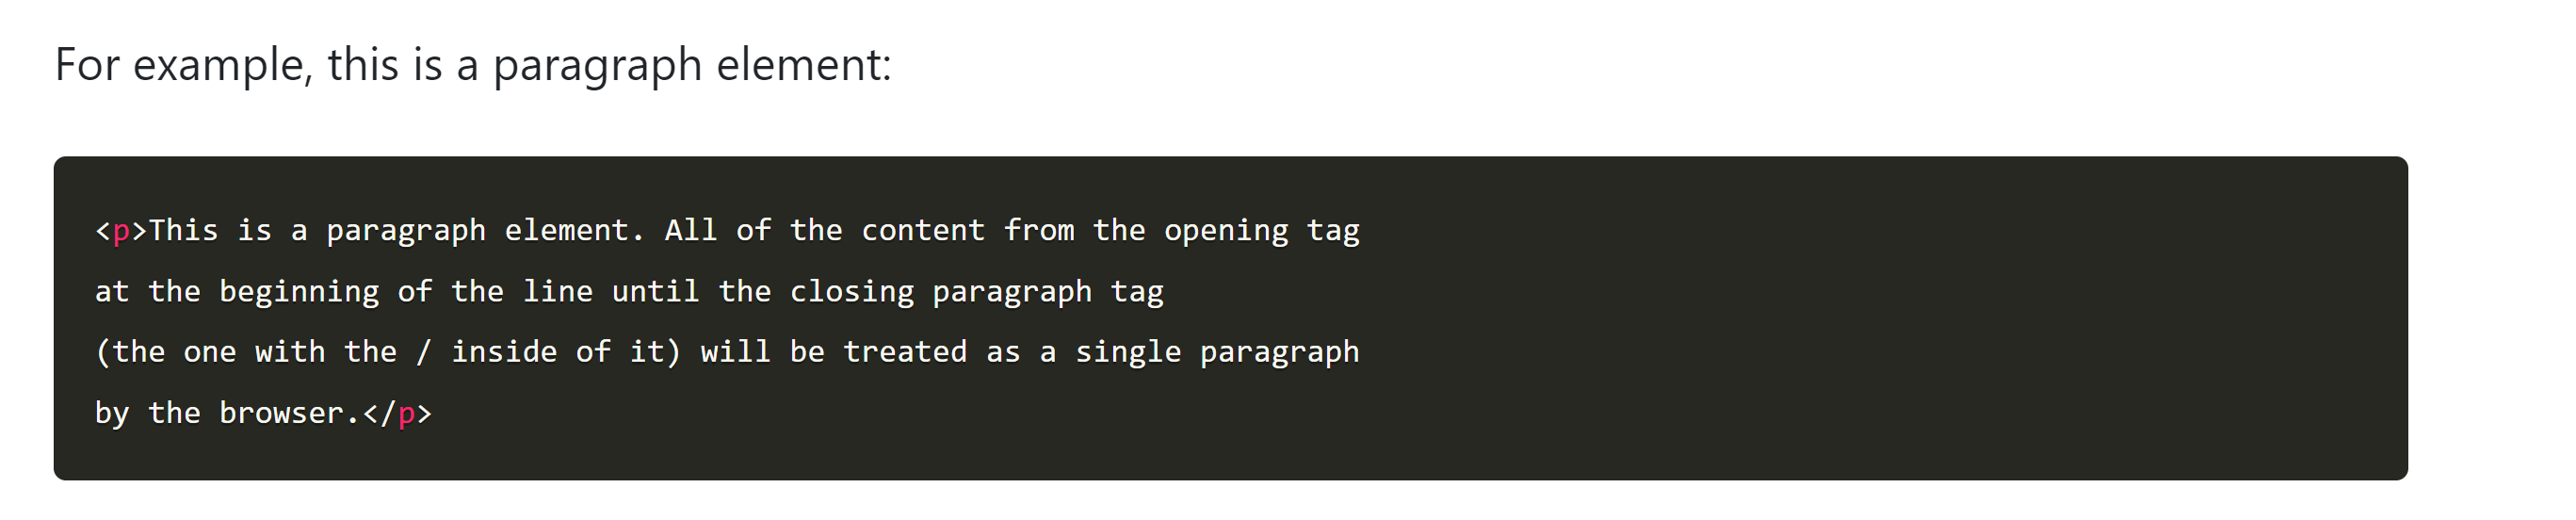 For example, this is a paragraph element:
<p>This is a paragraph element. All of the content from the opening tag
at the beginning of the line until the closing paragraph tag
(the one with the / inside of it) will be treated as a single paragraph
by the browser.</p>